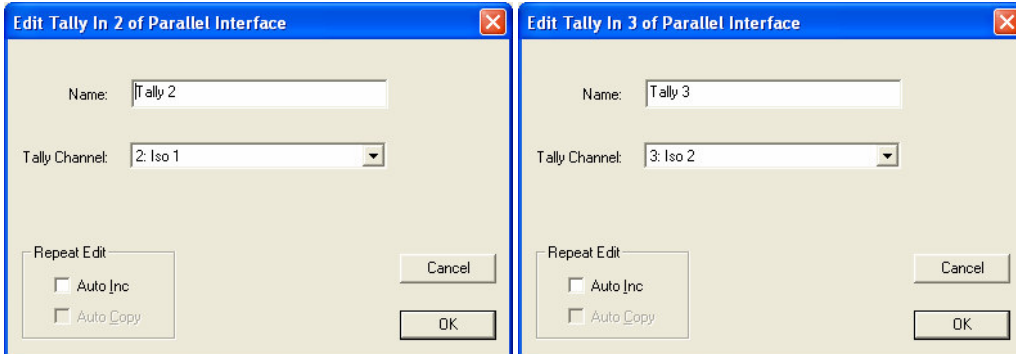 Edit Tally In 2 of Parallel Interface
Name: Tally 2
Tally Channel: 2: Iso 1
Repeat Edit
Auto Inc
Auto Copy
Cancel
OK
Edit Tally In 3 of Parallel Interface
Name: Tally 3
Tally Channel: 3: Iso 2
Repeat Edit
Auto Inc
Auto Copy
Cancel
OK